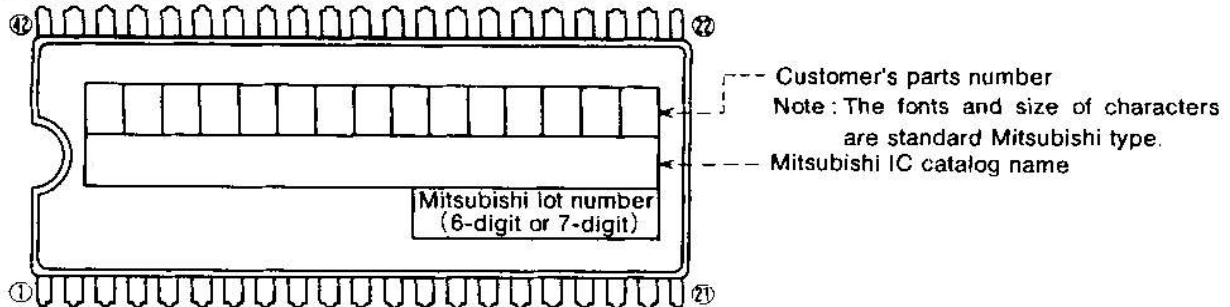 ㊷ ㉒
Customer's parts number
Note : The fonts and size of characters
are standard Mitsubishi type.
Mitsubishi IC catalog name
Mitsubishi lot number
(6-digit or 7-digit)
① ㉑